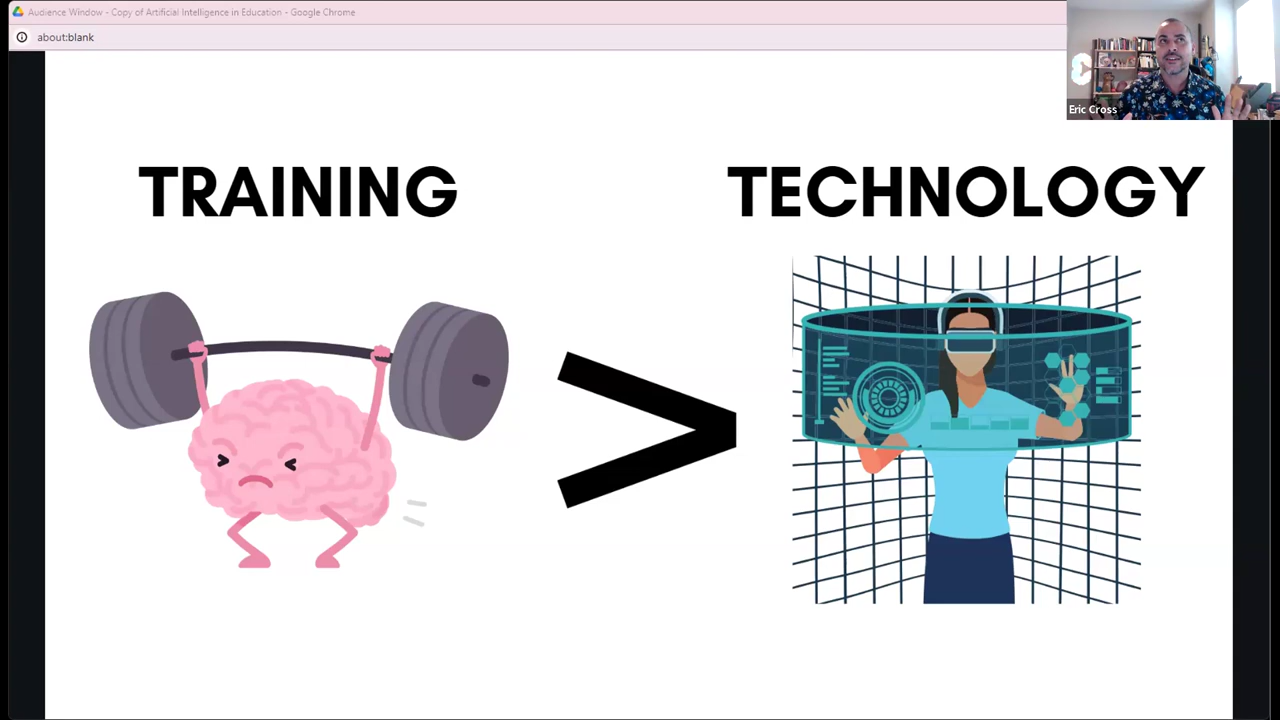 Audience Window - Copy of Artificial Intelligence in Education - Google Chrome
about:blank
Eric Cross
TRAINING
TECHNOLOGY
>